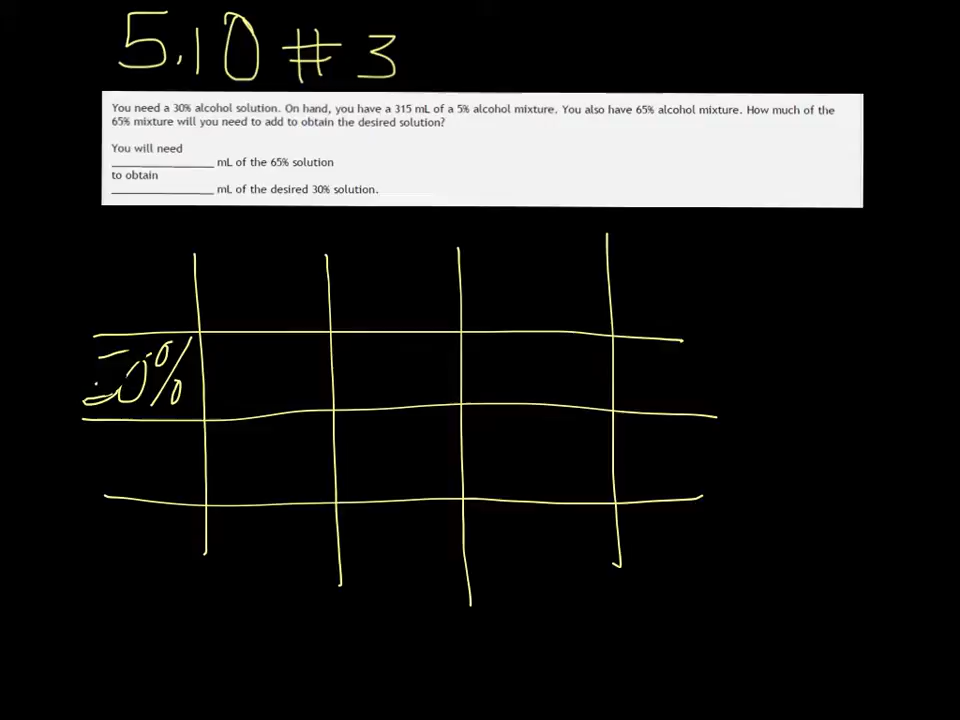 5.10 #3
You need a 30% alcohol solution. On hand, you have a 315 mL of a 5% alcohol mixture. You also have 65% alcohol mixture. How much of the
65% mixture will you need to add to obtain the desired solution?
You will need
______________ mL of the 65% solution
to obtain
______________ mL of the desired 30% solution.